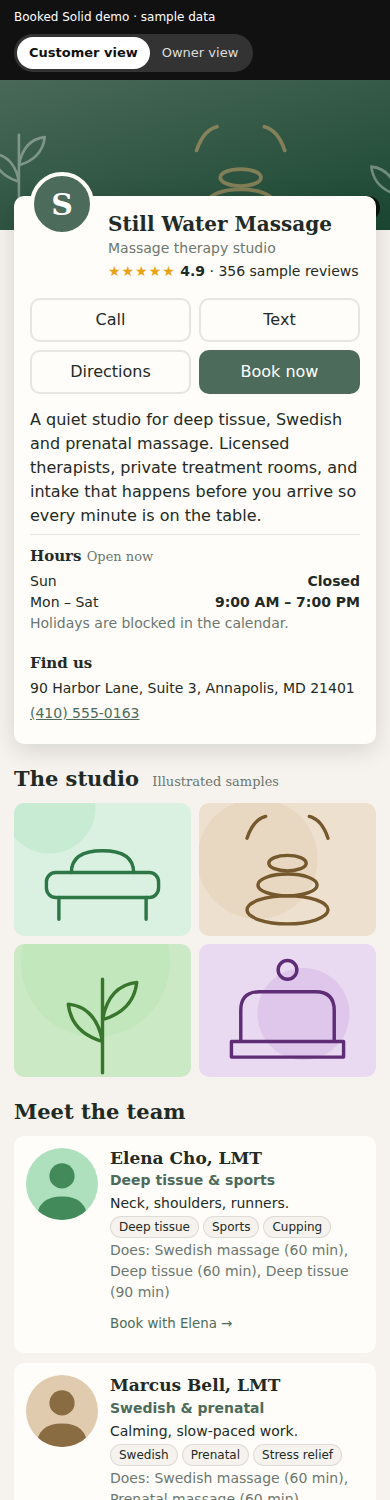 Booked Solid demo · sample data
Customer view
Owner view
S
Still Water Massage
Massage therapy studio
★★★★★ 4.9 · 356 sample reviews
Call
Text
Directions
Book now
A quiet studio for deep tissue, Swedish
and prenatal massage. Licensed
therapists, private treatment rooms, and
intake that happens before you arrive so
every minute is on the table.
Hours Open now
Sun Closed
Mon – Sat 9:00 AM – 7:00 PM
Holidays are blocked in the calendar.
Find us
90 Harbor Lane, Suite 3, Annapolis, MD 21401
(410) 555-0163
The studio Illustrated samples
Meet the team
Elena Cho, LMT
Deep tissue & sports
Neck, shoulders, runners.
Deep tissue
Sports
Cupping
Does: Swedish massage (60 min),
Deep tissue (60 min), Deep tissue
(90 min)
Book with Elena →
Marcus Bell, LMT
Swedish & prenatal
Calming, slow-paced work.
Swedish
Prenatal
Stress relief
Does: Swedish massage (60 min),
Prenatal massage (60 min)